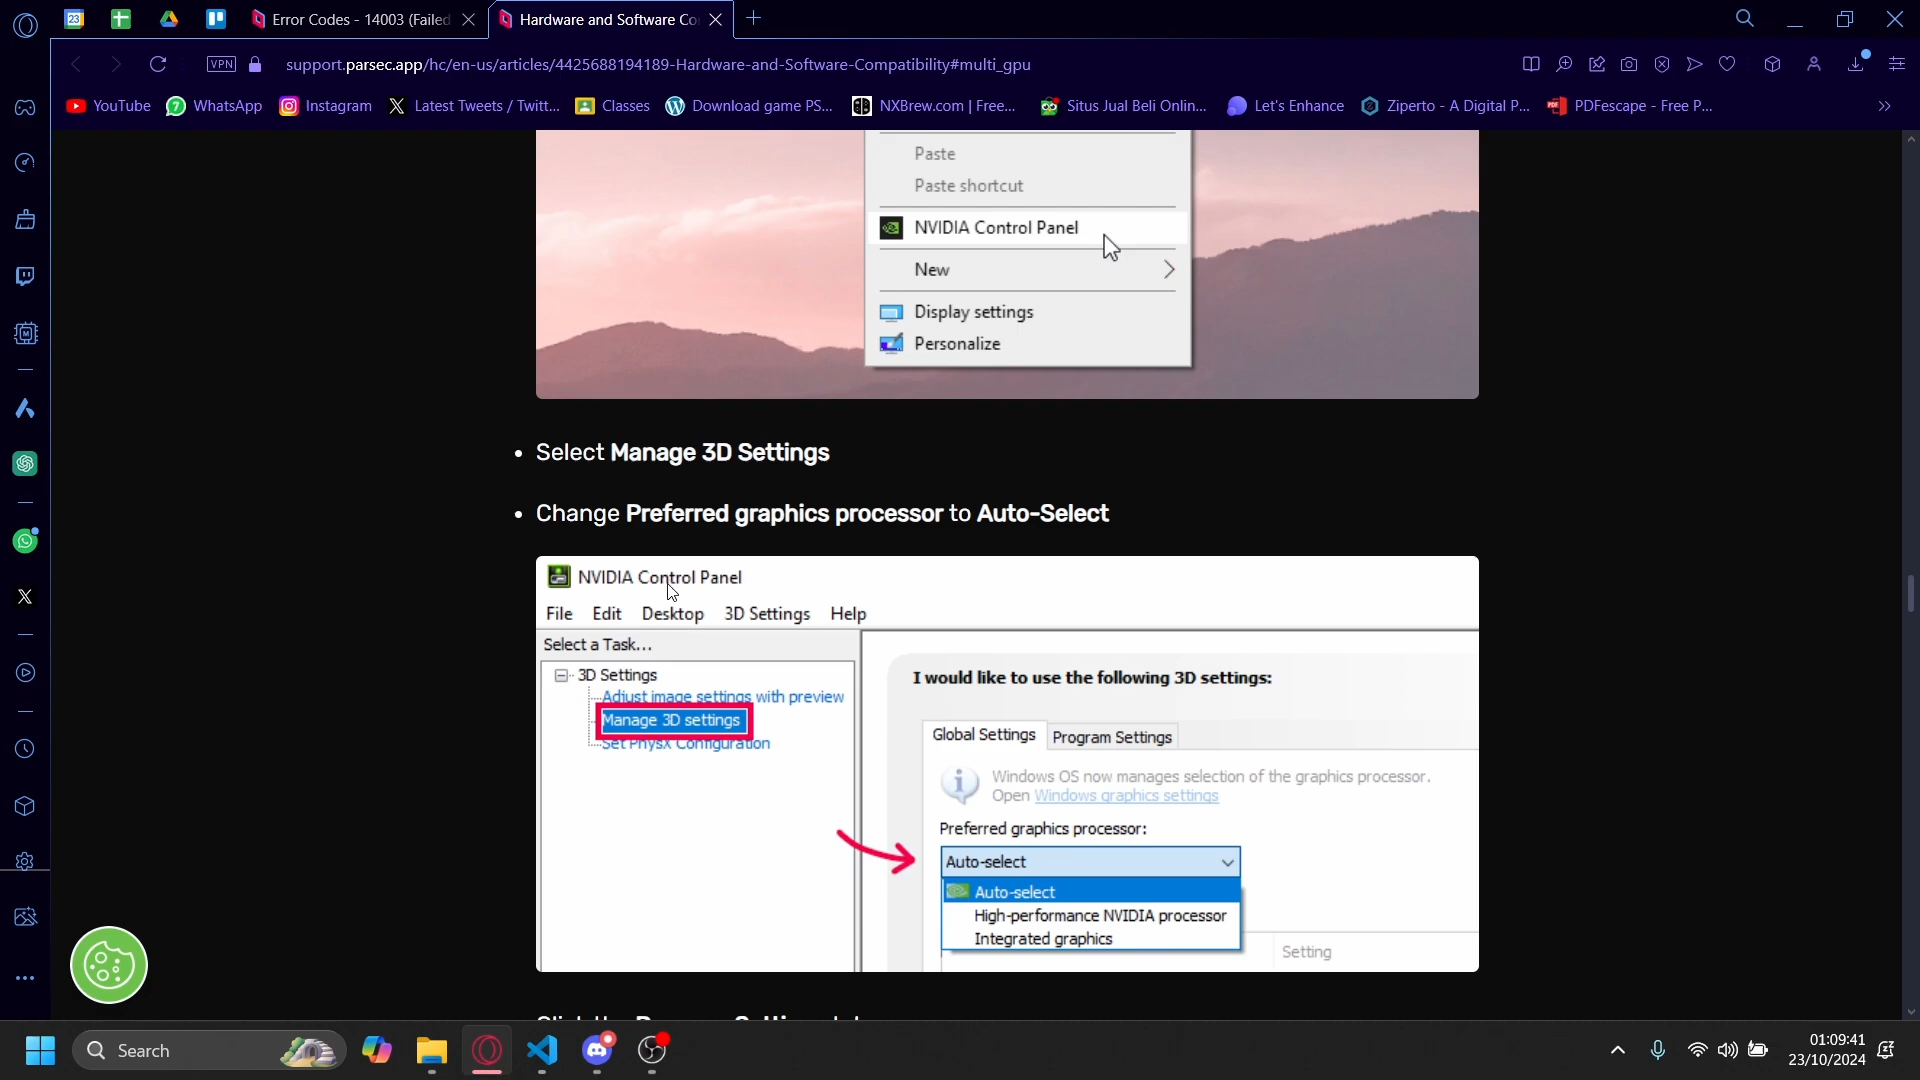 Error Codes - 14003 (Failed
Hardware and Software Co
VPN
support.parsec.app/hc/en-us/articles/4425688194189-Hardware-and-Software-Compatibility#multi_gpu
YouTube
WhatsApp
Instagram
Latest Tweets / Twitt...
Classes
Download game PS...
NXBrew.com | Free...
Situs Jual Beli Onlin...
Let's Enhance
Ziperto - A Digital P...
PDFescape - Free P...
Paste
Paste shortcut
NVIDIA Control Panel
New
Display settings
Personalize
• Select Manage 3D Settings
• Change Preferred graphics processor to Auto-Select
NVIDIA Control Panel
File Edit Desktop 3D Settings Help
Select a Task...
3D Settings
Adjust image settings with preview
Manage 3D settings
Set PhysX Configuration
I would like to use the following 3D settings:
Global Settings
Program Settings
Windows OS now manages selection of the graphics processor.
Open Windows graphics settings
Preferred graphics processor:
Auto-select
Auto-select
High-performance NVIDIA processor
Integrated graphics
Setting
Search
01:09:41
23/10/2024